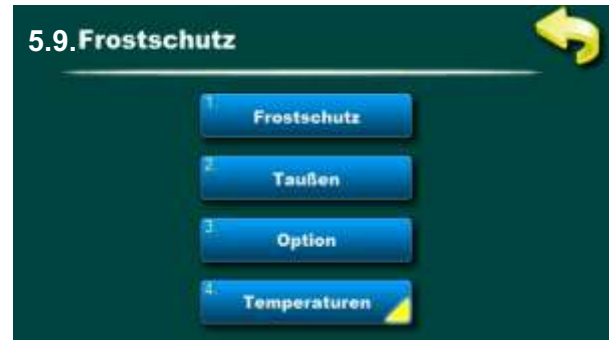 5.9.Frostschutz
1.
Frostschutz
2.
Taußen
3.
Option
4.
Temperaturen